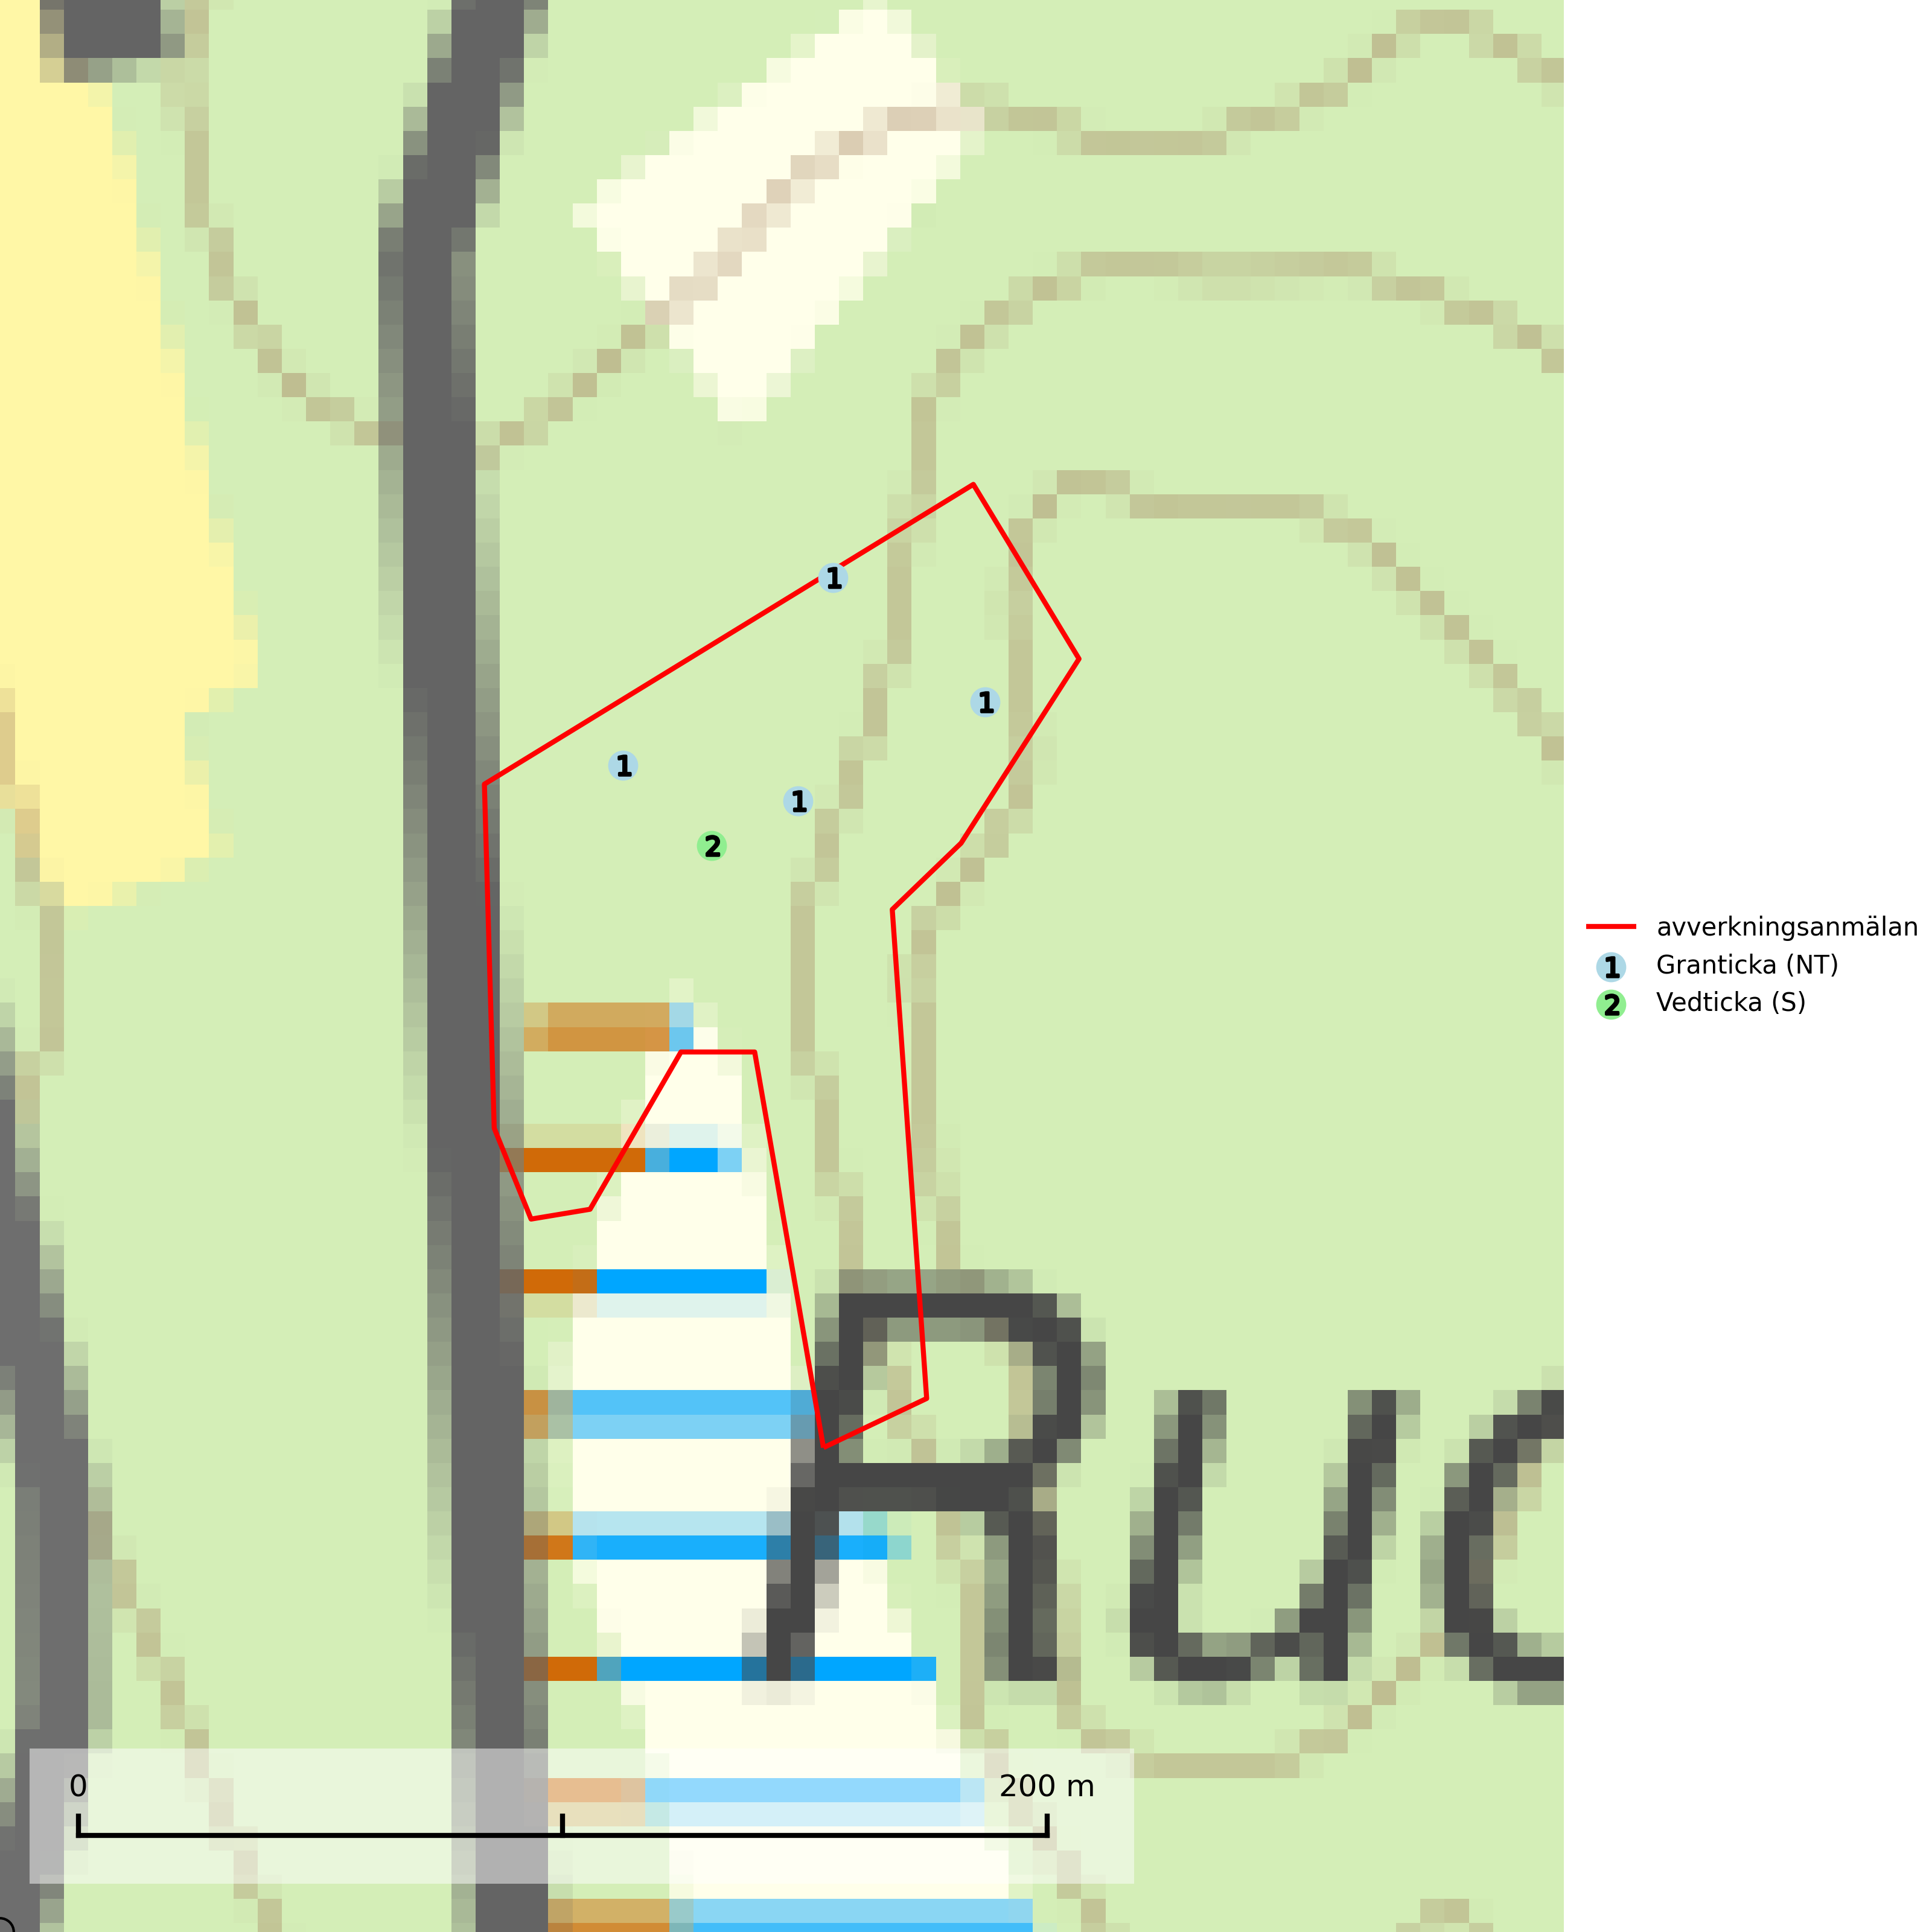 1
1
1
1
2
avverkningsanmälan
1 Granticka (NT)
2 Vedticka (S)
0 200 m